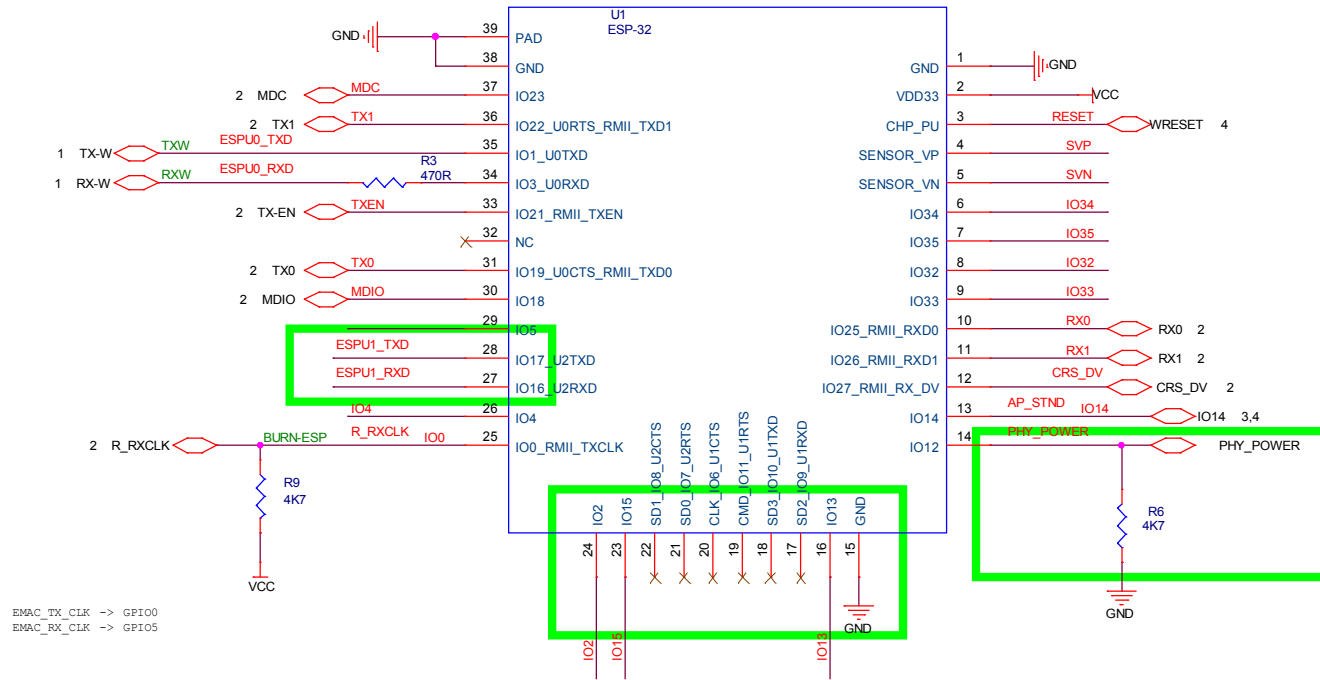 U1
ESP-32
GND
39
PAD
38
GND
2 MDC
MDC
37
IO23
2 TX1
TX1
36
IO22_U0RTS_RMII_TXD1
1 TX-W
TXW
ESPU0_TXD
35
IO1_U0TXD
1 RX-W
RXW
ESPU0_RXD
R3
470R
34
IO3_U0RXD
2 TX-EN
TXEN
33
IO21_RMII_TXEN
32
NC
2 TX0
TX0
31
IO19_U0CTS_RMII_TXD0
2 MDIO
MDIO
30
IO18
29
IO5
ESPU1_TXD
28
IO17_U2TXD
ESPU1_RXD
27
IO16_U2RXD
IO4
26
IO4
2 R_RXCLK
BURN-ESP
R_RXCLK
IO0
25
IO0_RMII_TXCLK
R9
4K7
VCC
GND
1
GND
VDD33
2
VCC
CHP_PU
3
RESET
WRESET 4
SENSOR_VP
4
SVP
SENSOR_VN
5
SVN
IO34
6
IO34
IO35
7
IO35
IO32
8
IO32
IO33
9
IO33
IO25_RMII_RXD0
10
RX0
RX0 2
IO26_RMII_RXD1
11
RX1
RX1 2
IO27_RMII_RX_DV
12
CRS_DV
CRS_DV 2
IO14
13
AP_STND
IO14
IO14 3,4
IO12
14
PHY_POWER
PHY_POWER
R6
4K7
GND
IO2
IO15
SD1_IO8_U2CTS
SD0_IO7_U2RTS
CLK_IO6_U1CTS
CMD_IO11_U1RTS
SD3_IO10_U1TXD
SD2_IO9_U1RXD
IO13
GND
24
23
22
21
20
19
18
17
16
15
GND
IO2
IO15
IO13
EMAC_TX_CLK -> GPIO0
EMAC_RX_CLK -> GPIO5